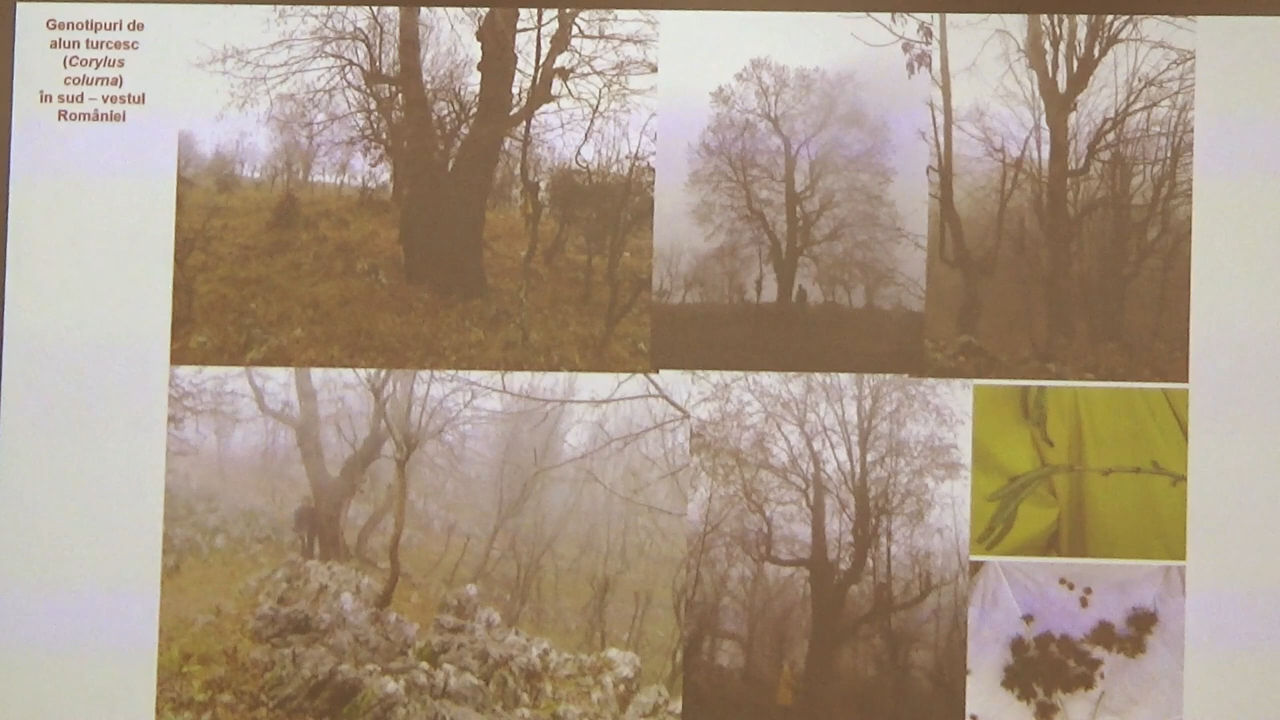 Genotipuri de
alun turcesc
(Corylus
colurna)
în sud – vestul
României